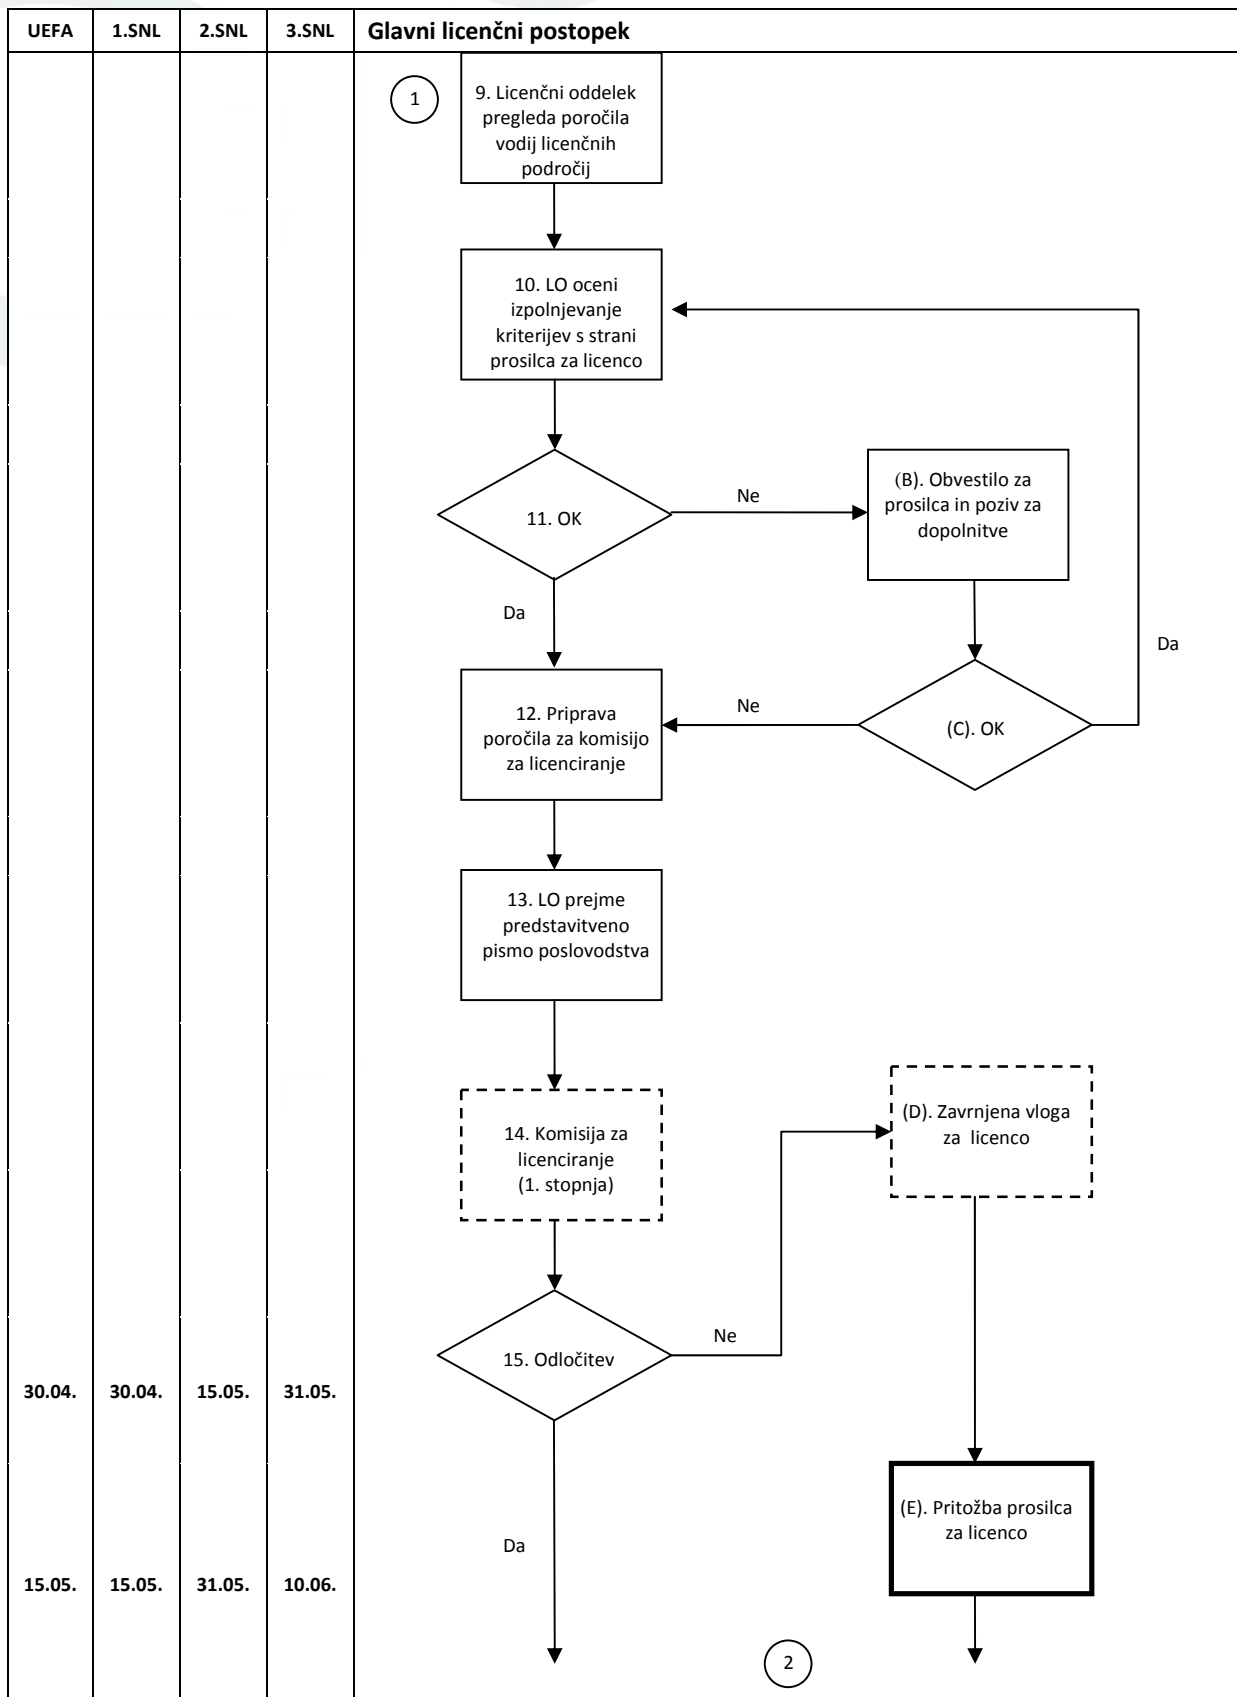 UEFA 1.SNL 2.SNL 3.SNL Glavni licenčni postopek
1
9. Licenčni oddelek
pregleda poročila
vodij licenčnih
področij
10. LO oceni
izpolnjevanje
kriterijev s strani
prosilca za licenco
11. OK
Ne
(B). Obvestilo za
prosilca in poziv za
dopolnitve
Da
Da
12. Priprava
poročila za komisijo
za licenciranje
Ne
(C). OK
13. LO prejme
predstavitveno
pismo poslovodstva
14. Komisija za
licenciranje
(1. stopnja)
(D). Zavrnjena vloga
za licenco
15. Odločitev
Ne
30.04. 30.04. 15.05. 31.05.
(E). Pritožba prosilca
za licenco
Da
15.05. 15.05. 31.05. 10.06.
2